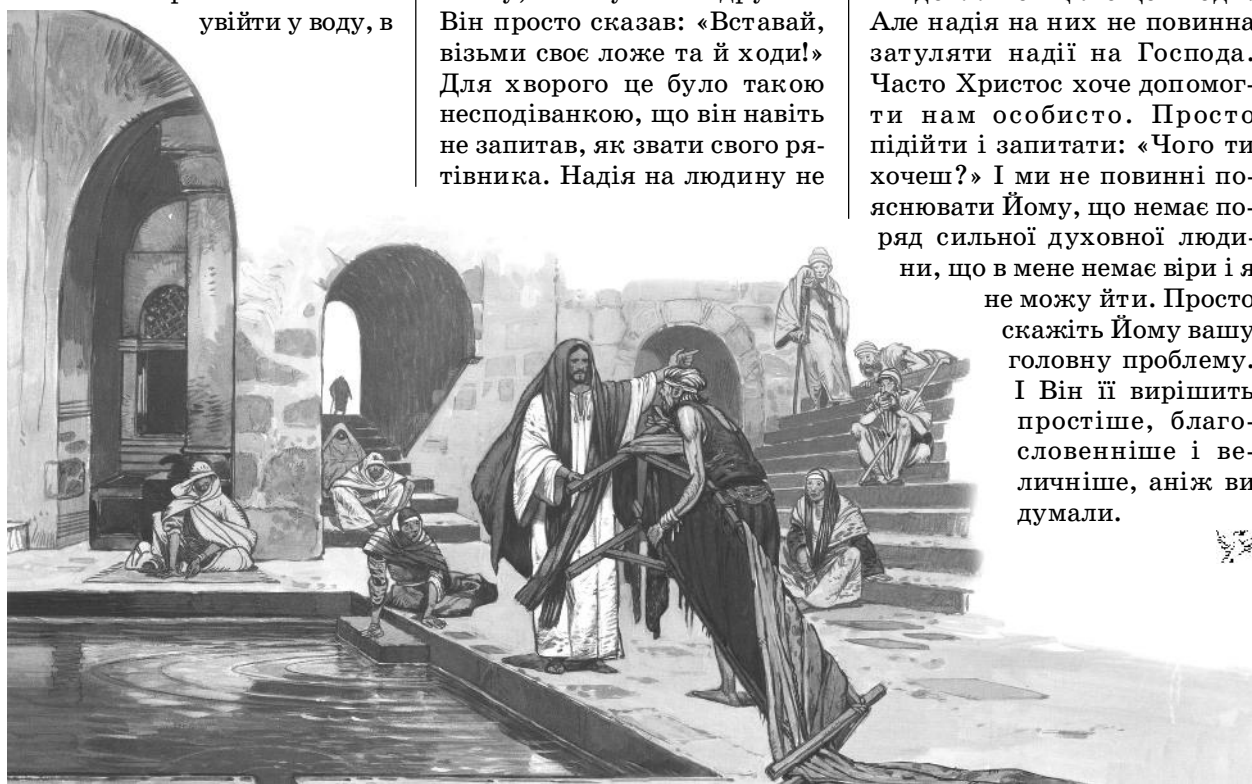 увійти у воду, в
Він просто сказав: «Вставай,
візьми своє ложе та й ходи!»
Для хворого це було такою
несподіванкою, що він навіть
не запитав, як звати свого ря-
тівника. Надія на людину не
Але надія на них не повинна
затуляти надії на Господа.
Часто Христос хоче допомог-
ти нам особисто. Просто
підійти і запитати: «Чого ти
хочеш?» І ми не повинні по-
яснювати Йому, що немає по-
ряд сильної духовної люди-
ни, що в мене немає віри і я
не можу йти. Просто
скажіть Йому вашу
головну проблему.
І Він її вирішить
простіше, благо-
словенніше і ве-
личніше, аніж ви
думали.